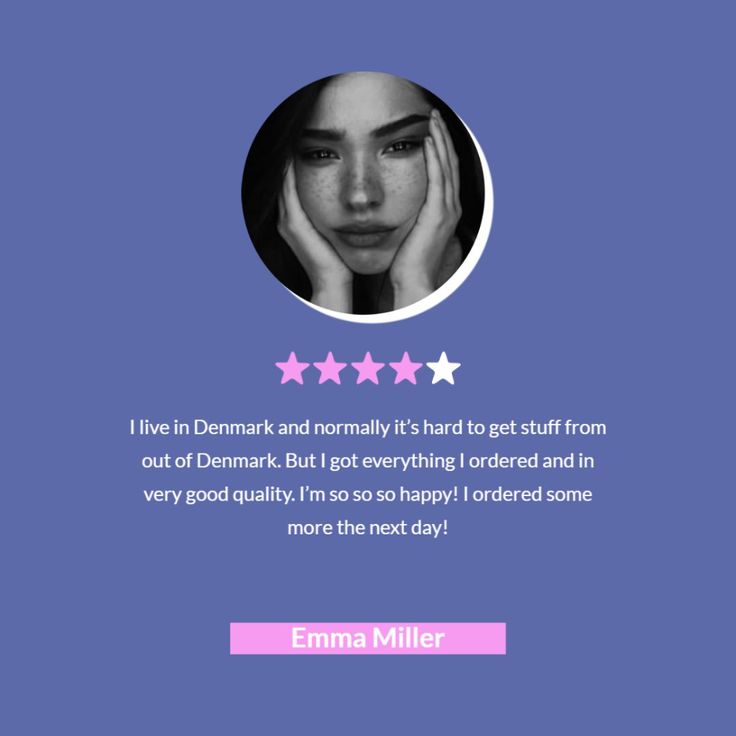 I live in Denmark and normally it’s hard to get stuff from
out of Denmark. But I got everything I ordered and in
very good quality. I’m so so so happy! I ordered some
more the next day!
Emma Miller